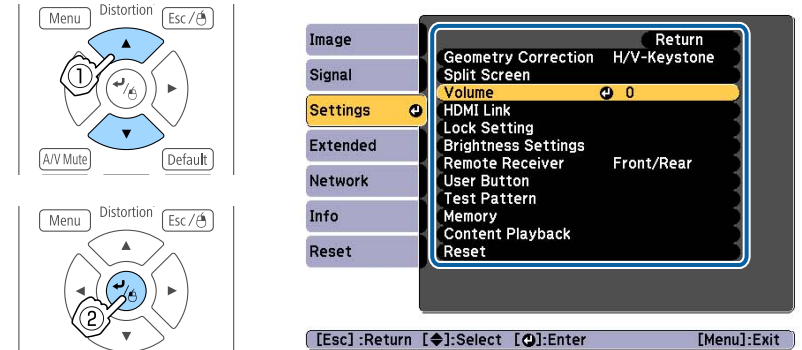 Menu
Distortion
Esc/
1
A/V Mute
Default
Menu
Distortion
Esc/
2
Image
Signal
Settings
Extended
Network
Info
Reset
Return
Geometry Correction H/V-Keystone
Split Screen
Volume 0
HDMI Link
Lock Setting
Brightness Settings
Remote Receiver Front/Rear
User Button
Test Pattern
Memory
Content Playback
Reset
[Esc] :Return [◆]:Select [↵]:Enter [Menu]:Exit